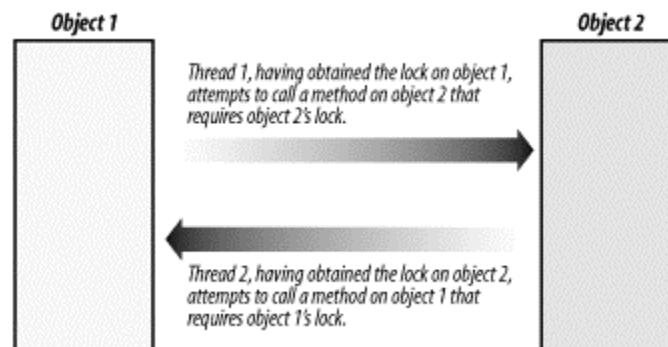 Object 1
Object 2
Thread 1, having obtained the lock on object 1,
attempts to call a method on object 2 that
requires object 2's lock.
Thread 2, having obtained the lock on object 2,
attempts to call a method on object 1 that
requires object 1's lock.